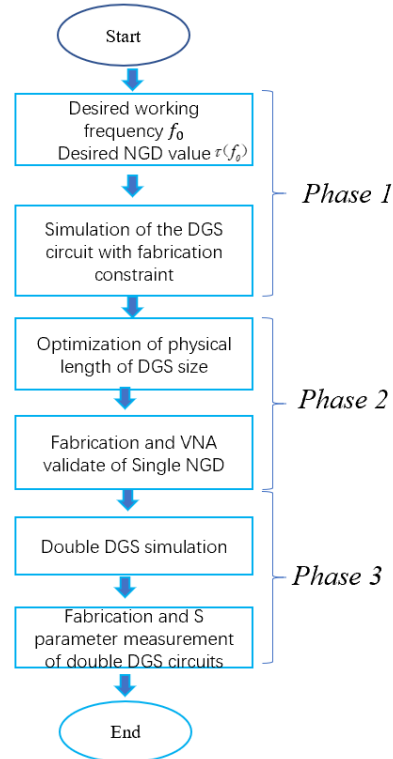 Start
Desired working
frequency f₀
Desired NGD value τ(f₀)
Phase 1
Simulation of the DGS
circuit with fabrication
constraint
Optimization of physical
length of DGS size
Phase 2
Fabrication and VNA
validate of Single NGD
Double DGS simulation
Phase 3
Fabrication and S
parameter measurement
of double DGS circuits
End